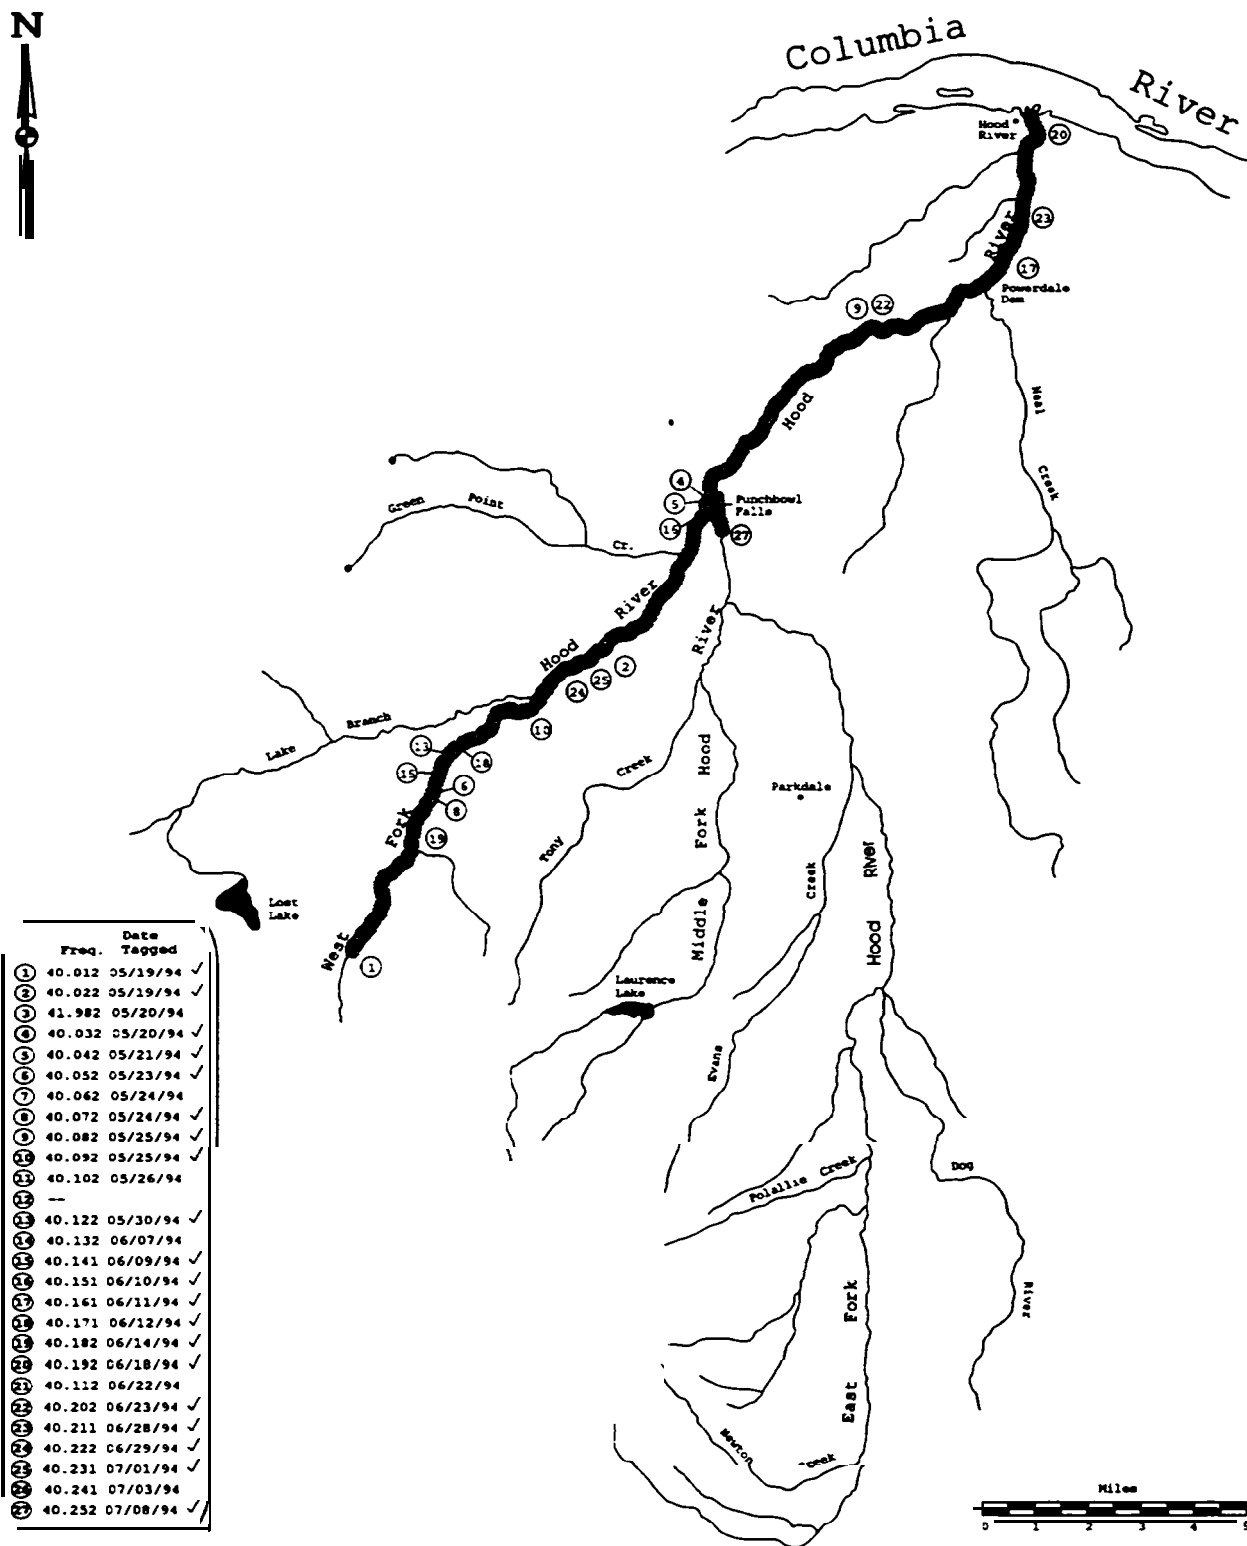 N
Columbia
River
Hood
River
20
23
River
17
Powerdale
Dam
9 22
Hood
Neal
Creek
4
5
Punchbowl
Falls
27
Green Point Cr.
River
Hood
River
2
25
24
10
Lake Branch
13
18
15
6
8
19
Fork
West
1
Lost
Lake
Tony Creek
Hood
Fork
Middle
Parkdale
Creek
Evans
River
Hood
Laurence
Lake
Polallie Creek
Dog
River
Fork
East
Newton
reek
Date
Freq. Tagged
1 40.012 05/19/94 ✓
2 40.022 05/19/94 ✓
3 41.982 05/20/94
4 40.032 05/20/94 ✓
5 40.042 05/21/94 ✓
6 40.052 05/23/94 ✓
7 40.062 05/24/94
8 40.072 05/24/94 ✓
9 40.082 05/25/94 ✓
10 40.092 05/25/94 ✓
11 40.102 05/26/94
12 --
13 40.122 05/30/94 ✓
14 40.132 06/07/94
15 40.141 06/09/94 ✓
16 40.151 06/10/94 ✓
17 40.161 06/11/94 ✓
18 40.171 06/12/94 ✓
19 40.182 06/14/94 ✓
20 40.192 06/18/94 ✓
21 40.112 06/22/94
22 40.202 06/23/94 ✓
23 40.211 06/28/94 ✓
24 40.222 06/29/94 ✓
25 40.231 07/01/94 ✓
26 40.241 07/03/94
27 40.252 07/08/94 ✓
Miles
0 1 2 3 4 5